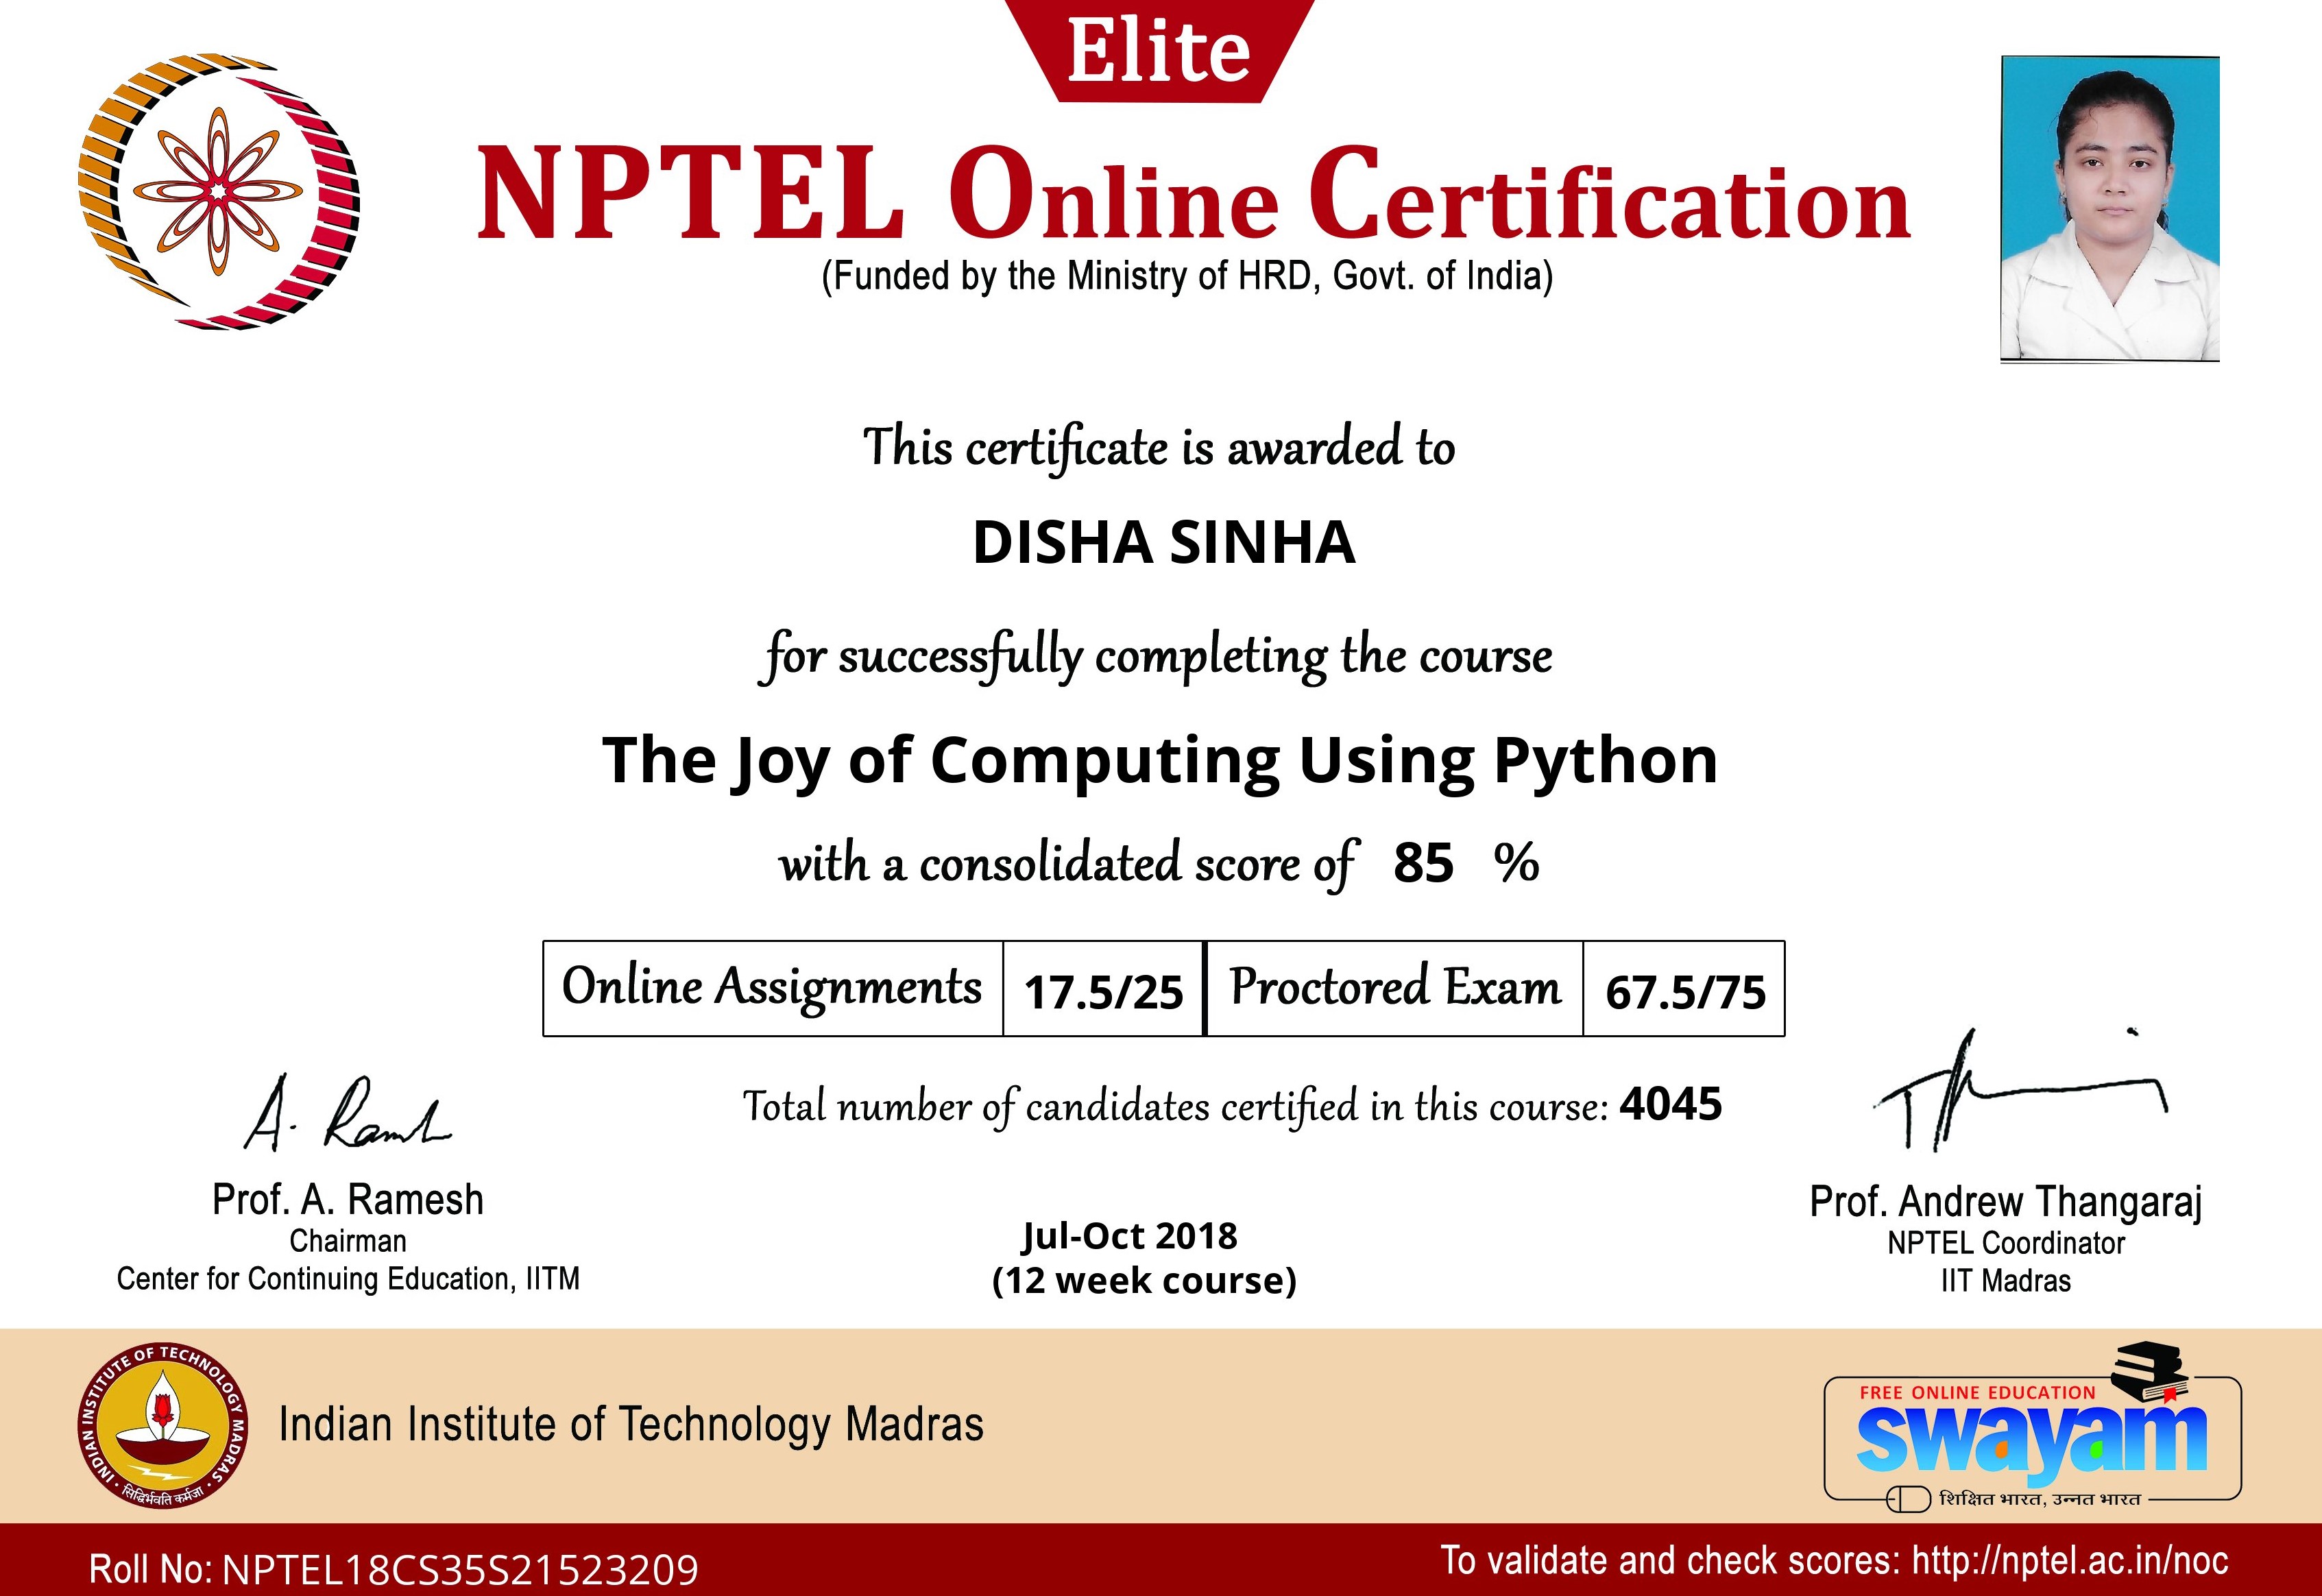 Elite
NPTEL Online Certification
(Funded by the Ministry of HRD, Govt. of India)
This certificate is awarded to
DISHA SINHA
for successfully completing the course
The Joy of Computing Using Python
with a consolidated score of 85 %
Online Assignments 17.5/25 Proctored Exam 67.5/75
Total number of candidates certified in this course: 4045
A. Ramesh
Prof. A. Ramesh
Chairman
Center for Continuing Education, IITM
Jul-Oct 2018
(12 week course)
Prof. Andrew Thangaraj
NPTEL Coordinator
IIT Madras
INDIAN INSTITUTE OF TECHNOLOGY MADRAS
सिद्धिर्भवति कर्मजा
Indian Institute of Technology Madras
FREE ONLINE EDUCATION
swayam
शिक्षित भारत, उन्नत भारत
Roll No: NPTEL18CS35S21523209
To validate and check scores: http://nptel.ac.in/noc